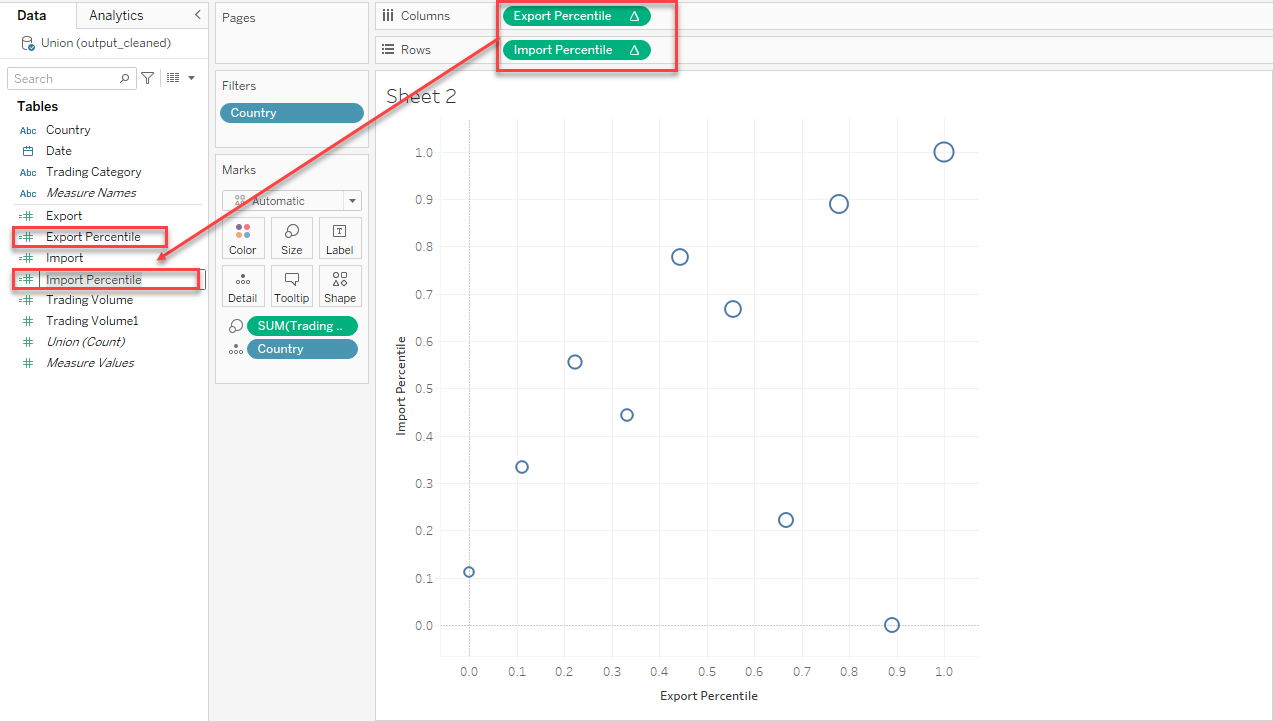 Data
Analytics
Union (output_cleaned)
Search
Tables
Abc Country
Date
Abc Trading Category
Abc Measure Names
Export
Export Percentile
Import
Import Percentile
Trading Volume
Trading Volume1
Union (Count)
Measure Values
Pages
Filters
Country
Marks
Automatic
Color
Size
Label
Detail
Tooltip
Shape
SUM(Trading ..
Country
Columns
Export Percentile
Rows
Import Percentile
Sheet 2
Import Percentile
1.0
0.9
0.8
0.7
0.6
0.5
0.4
0.3
0.2
0.1
0.0
0.0 0.1 0.2 0.3 0.4 0.5 0.6 0.7 0.8 0.9 1.0
Export Percentile